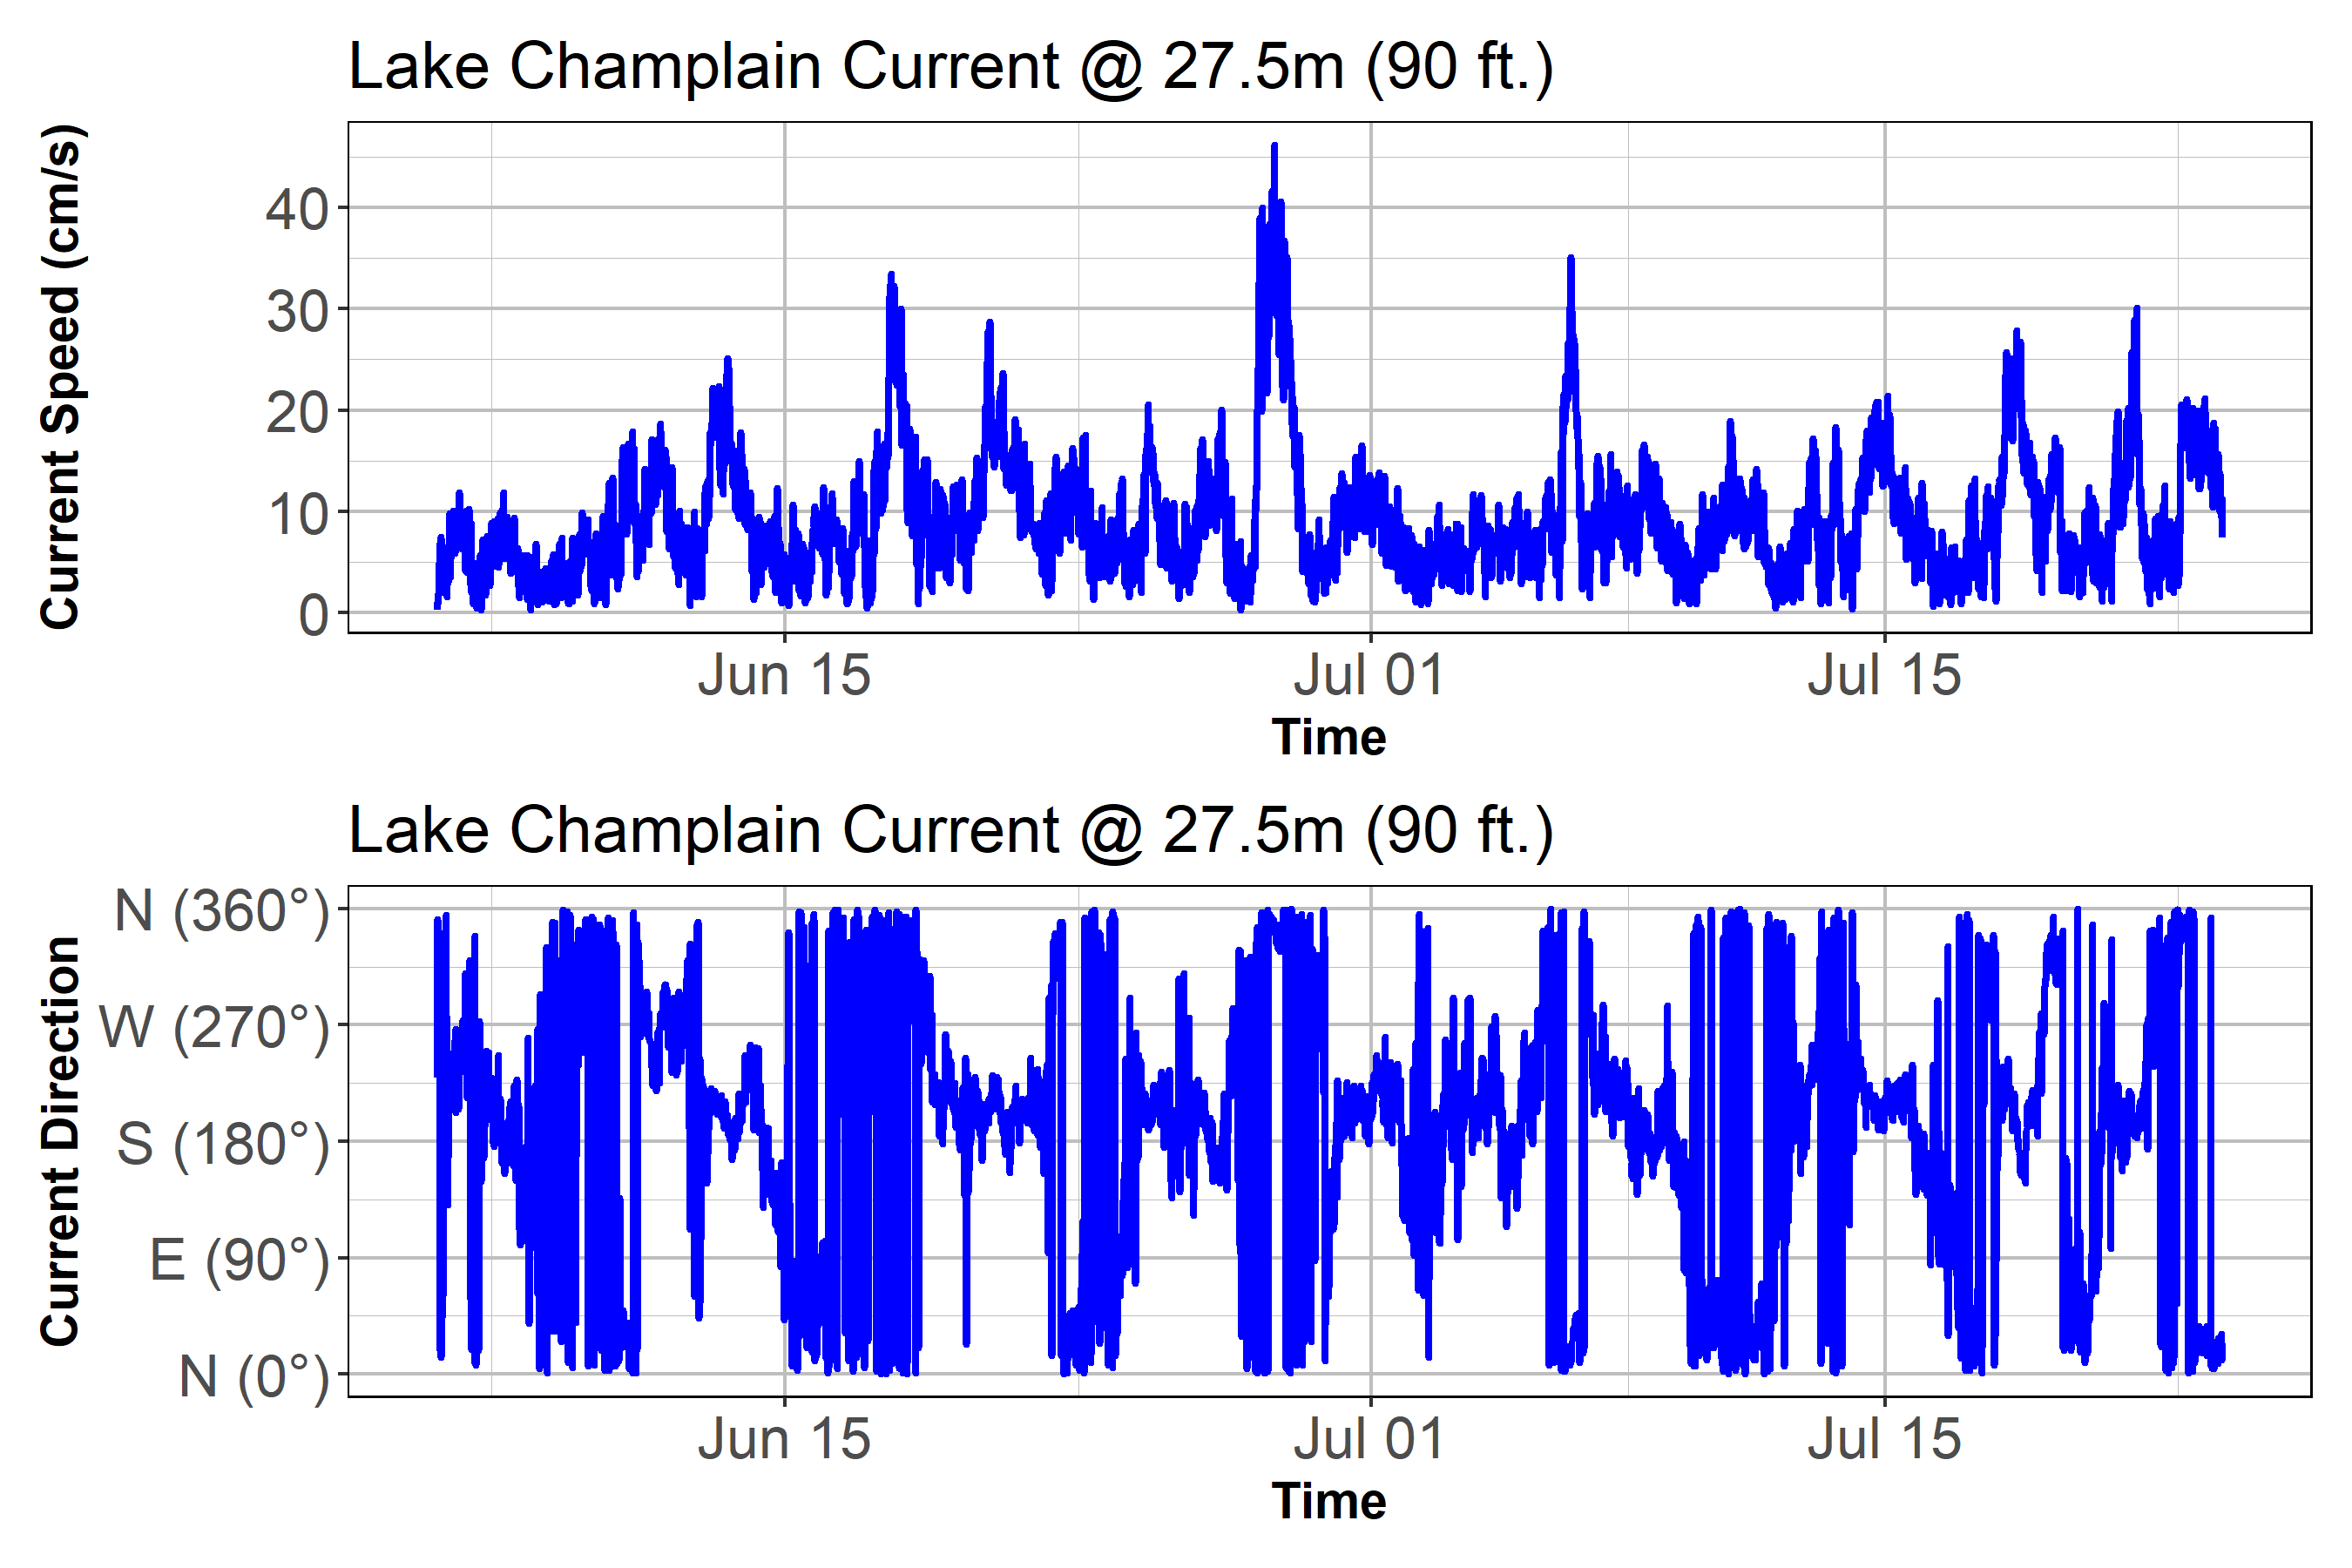 Lake Champlain Current @ 27.5m (90 ft.)
Current Speed (cm/s)
40
30
20
10
0
Jun 15
Jul 01
Jul 15
Time
Lake Champlain Current @ 27.5m (90 ft.)
Current Direction
N (360°)
W (270°)
S (180°)
E (90°)
N (0°)
Jun 15
Jul 01
Jul 15
Time